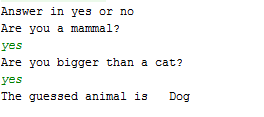 Answer in yes or no
Are you a mammal?
yes
Are you bigger than a cat?
yes
The guessed animal is   Dog